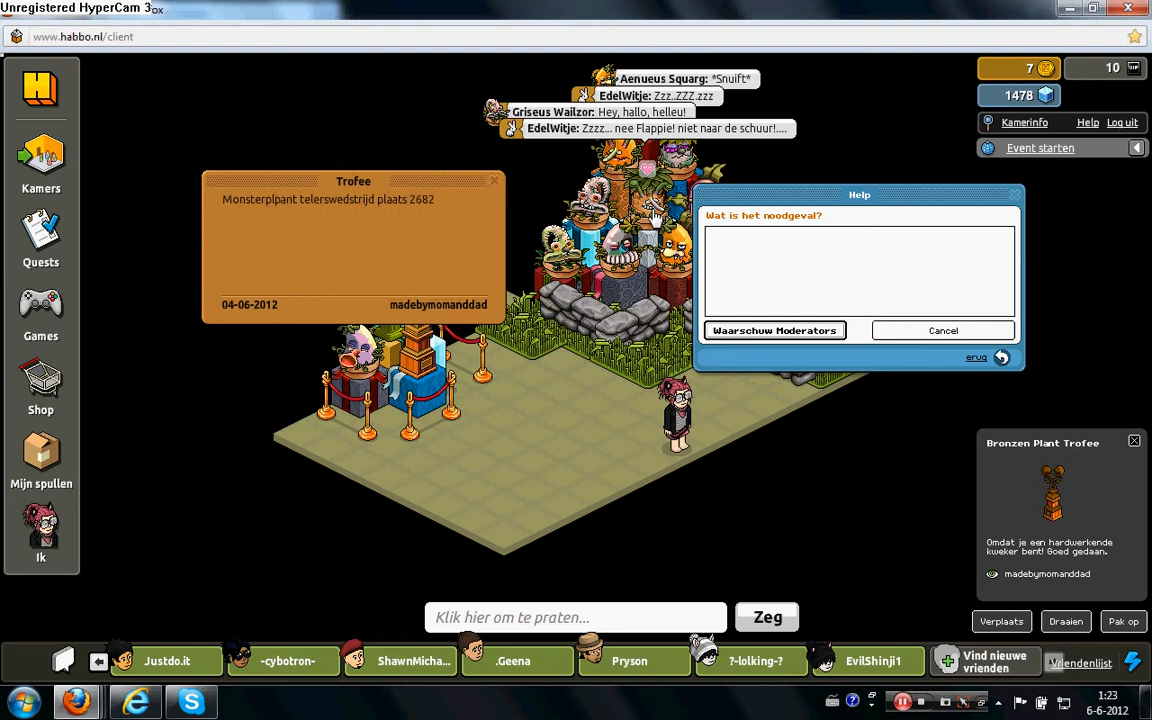 Unregistered HyperCam 3
ox
www.habbo.nl/client
Aenueus Squarg: *Snuift*
EdelWitje: Zzz..ZZZ.zzz
Griseus Wailzor: Hey, hallo, helleu!
EdelWitje: Zzzz... nee Flappie! niet naar de schuur!....
7
10
VIP
1478
Kamerinfo
Help
Log uit
Event starten
Kamers
Quests
Games
Shop
Mijn spullen
Ik
Trofee
Monsterplpant telerswedstrijd plaats 2682
04-06-2012
madebymomanddad
Help
Wat is het noodgeval?
Waarschuw Moderators
Cancel
erug
Bronzen Plant Trofee
Omdat je een hardwerkende
kweker bent! Goed gedaan.
madebymomanddad
Verplaats
Draaien
Pak op
Klik hier om te praten...
Zeg
Justdo.it
-cybotron-
ShawnMicha...
.Geena
Pryson
?-lolking-?
EvilShinji1
Vind nieuwe
vrienden
Vriendenlijst
1:23
6-6-2012